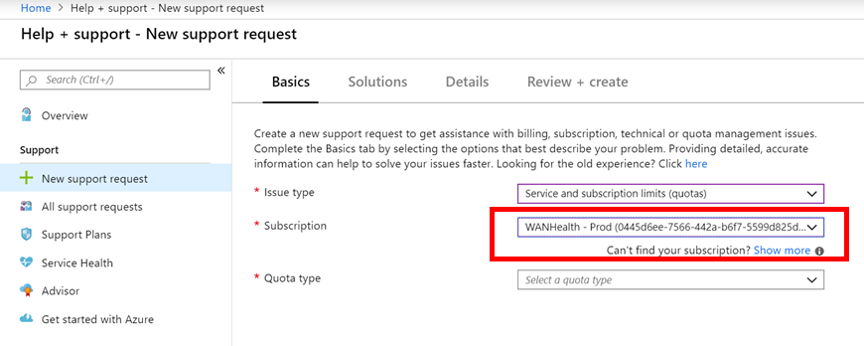 Home > Help + support - New support request
Help + support - New support request
Search (Ctrl+/)
«
Overview
Support
New support request
All support requests
Support Plans
Service Health
Advisor
Get started with Azure
Basics Solutions Details Review + create
Create a new support request to get assistance with billing, subscription, technical or quota management issues.
Complete the Basics tab by selecting the options that best describe your problem. Providing detailed, accurate
information can help to solve your issues faster. Looking for the old experience? Click here
* Issue type Service and subscription limits (quotas)
* Subscription WANHealth - Prod (0445d6ee-7566-442a-b6f7-5599d825d...
Can't find your subscription? Show more
* Quota type Select a quota type